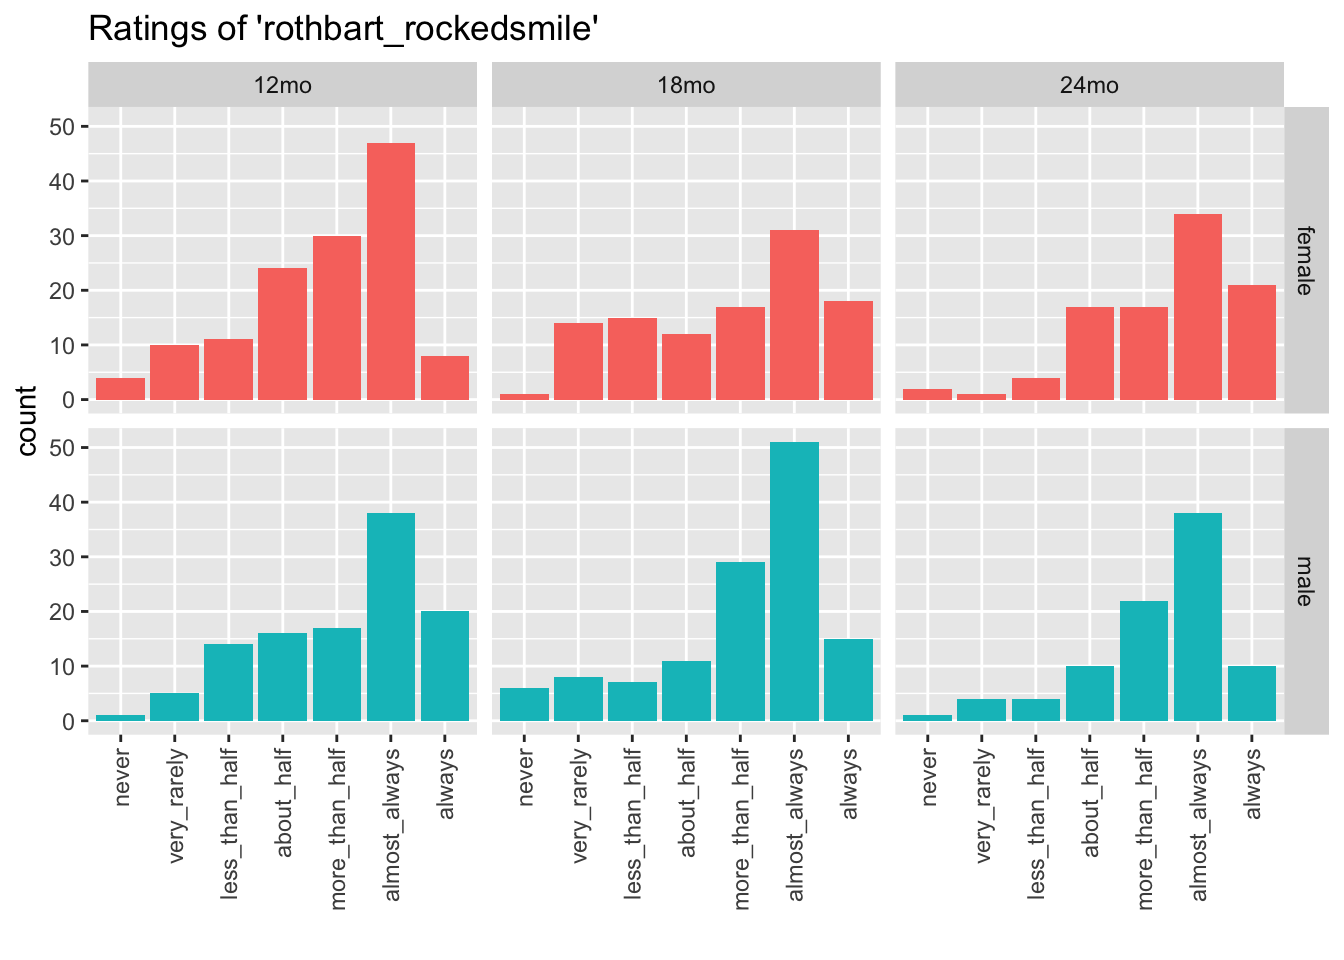 Ratings of 'rothbart_rockedsmile'
12mo 18mo 24mo
50
40
30
20
10
0
female
count
50
40
30
20
10
0
male
never very_rarely less_than_half about_half more_than_half almost_always always
never very_rarely less_than_half about_half more_than_half almost_always always
never very_rarely less_than_half about_half more_than_half almost_always always